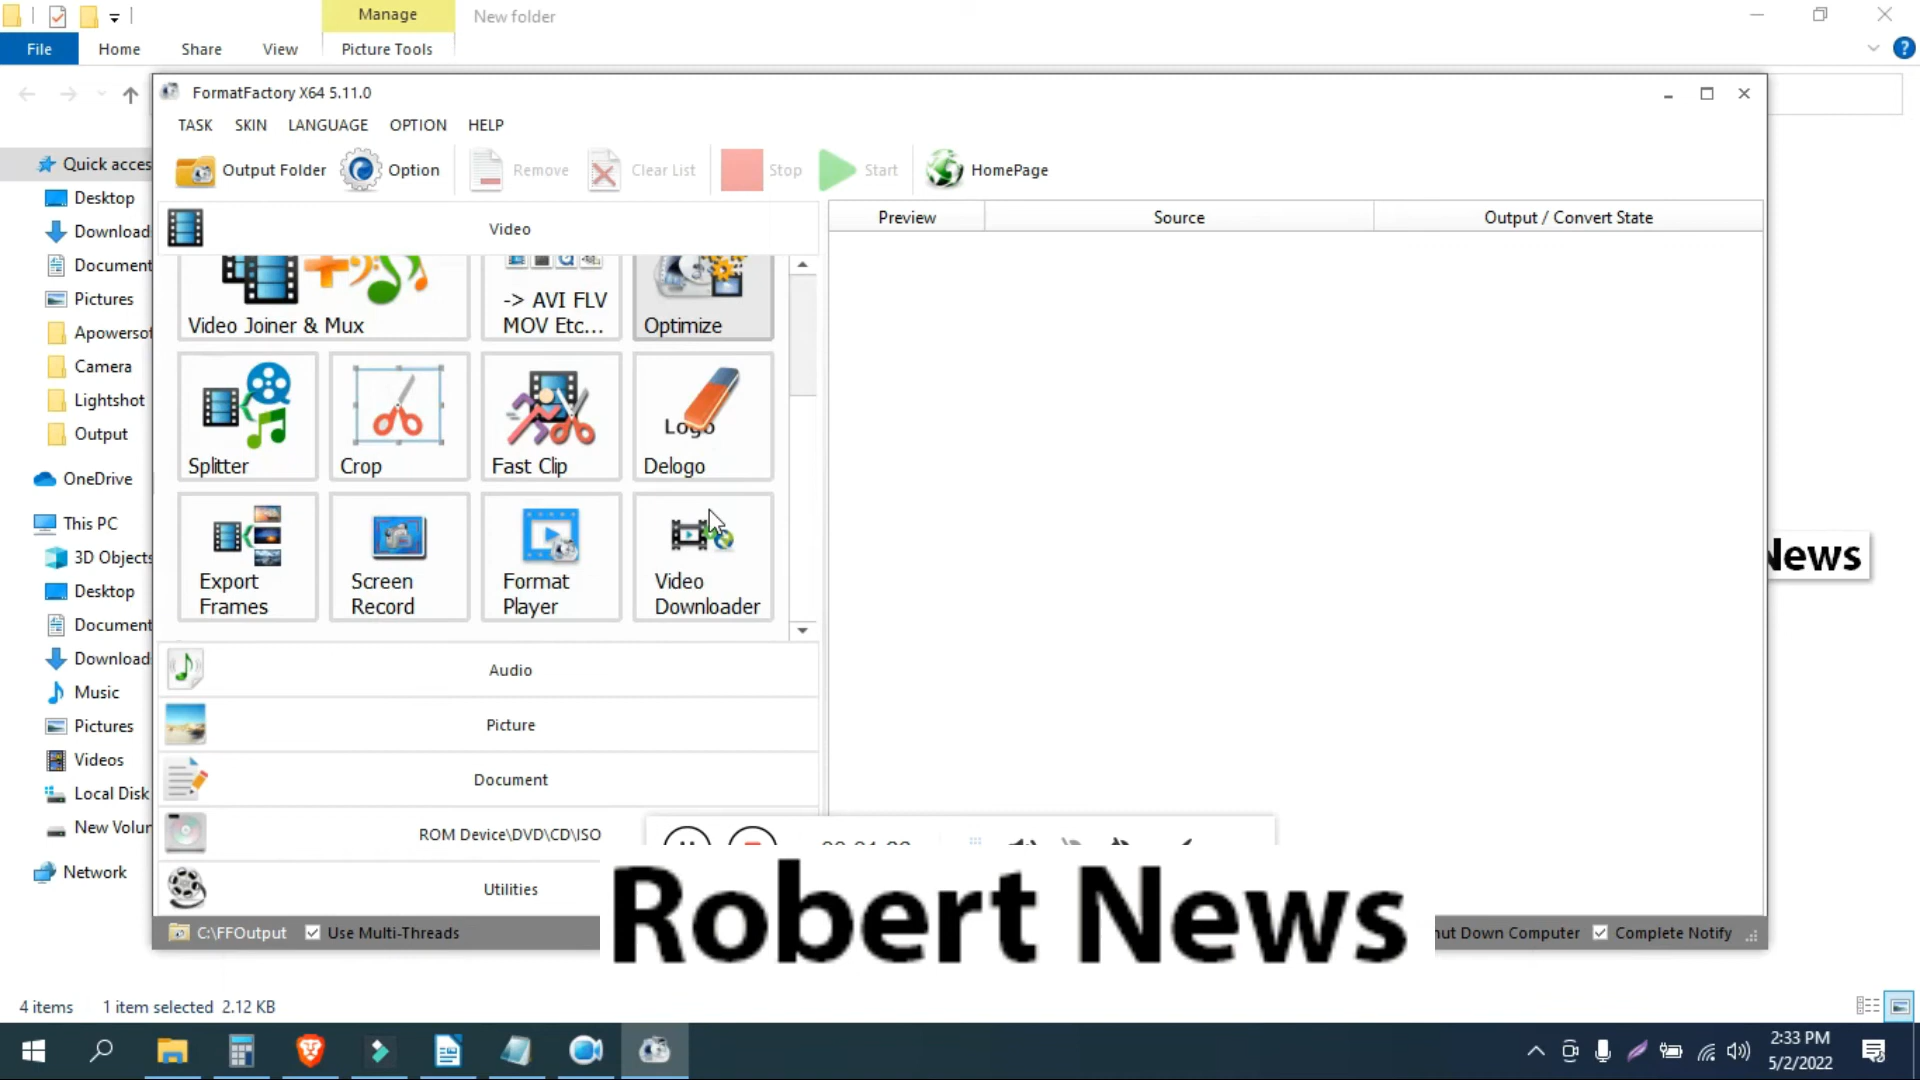 Manage
New folder
File
Home
Share
View
Picture Tools
FormatFactory X64 5.11.0
TASK
SKIN
LANGUAGE
OPTION
HELP
Output Folder
Option
Remove
Clear List
Stop
Start
HomePage
Video
Preview
Source
Output / Convert State
Video Joiner & Mux
-> AVI FLV
MOV Etc...
Optimize
Splitter
Crop
Fast Clip
Logo
Delogo
Export
Frames
Screen
Record
Format
Player
Video
Downloader
Audio
Picture
Document
ROM Device\DVD\CD\ISO
Utilities
C:\FFOutput
Use Multi-Threads
hut Down Computer
Complete Notify
Quick acces
Desktop
Download
Document
Pictures
Apowersof
Camera
Lightshot
Output
OneDrive
This PC
3D Objects
Desktop
Document
Download
Music
Pictures
Videos
Local Disk
New Volur
Network
News
Robert News
4 items
1 item selected 2.12 KB
2:33 PM
5/2/2022